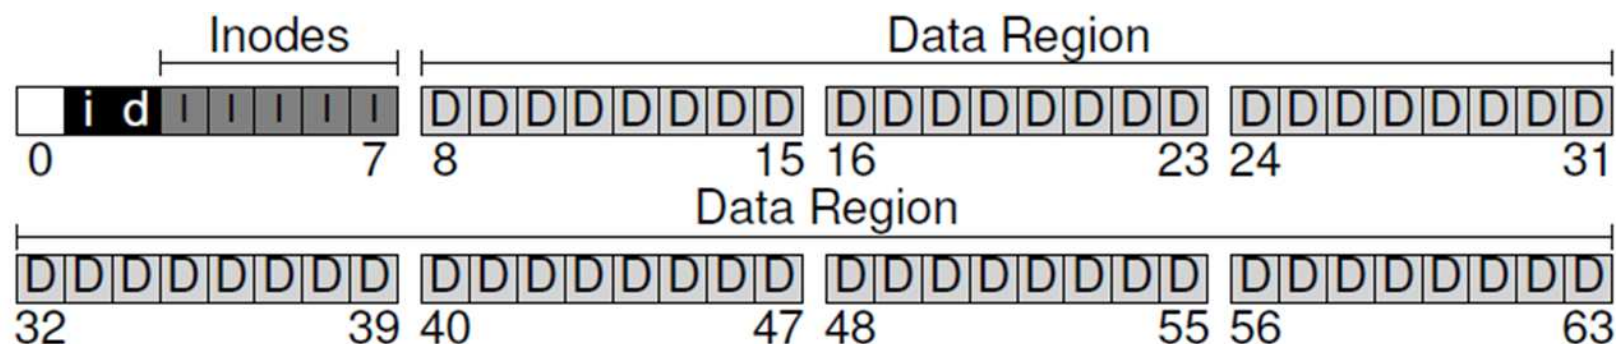 Inodes Data Region
i d I I I I I D D D D D D D D D D D D D D D D D D D D D D D D
0 7 8 15 16 23 24 31
Data Region
D D D D D D D D D D D D D D D D D D D D D D D D D D D D D D D D
32 39 40 47 48 55 56 63